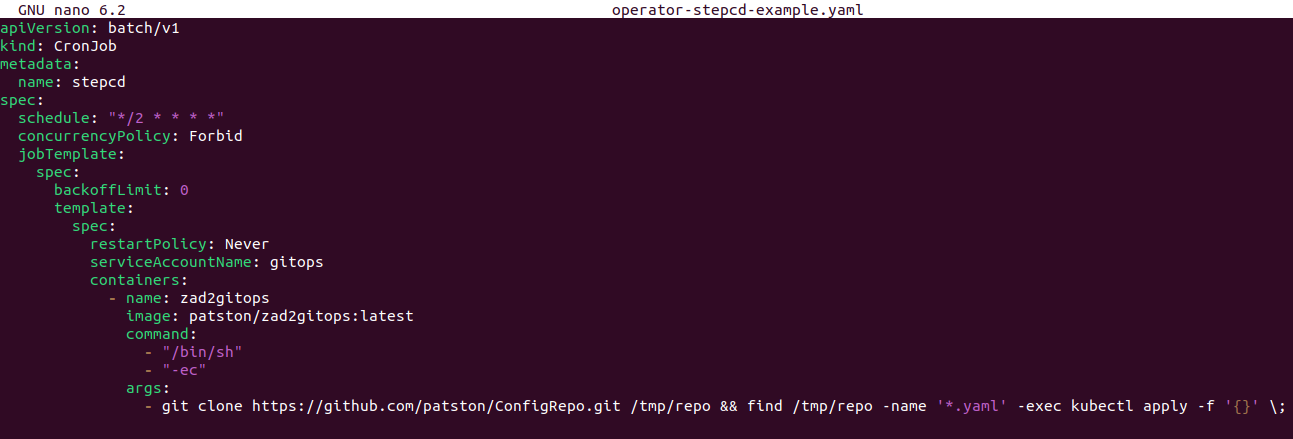 GNU nano 6.2 operator-stepcd-example.yaml
apiVersion: batch/v1
kind: CronJob
metadata:
  name: stepcd
spec:
  schedule: "*/2 * * * *"
  concurrencyPolicy: Forbid
  jobTemplate:
    spec:
      backoffLimit: 0
      template:
        spec:
          restartPolicy: Never
          serviceAccountName: gitops
          containers:
            - name: zad2gitops
              image: patston/zad2gitops:latest
              command:
                - "/bin/sh"
                - "-ec"
              args:
                - git clone https://github.com/patston/ConfigRepo.git /tmp/repo && find /tmp/repo -name '*.yaml' -exec kubectl apply -f '{}' \;